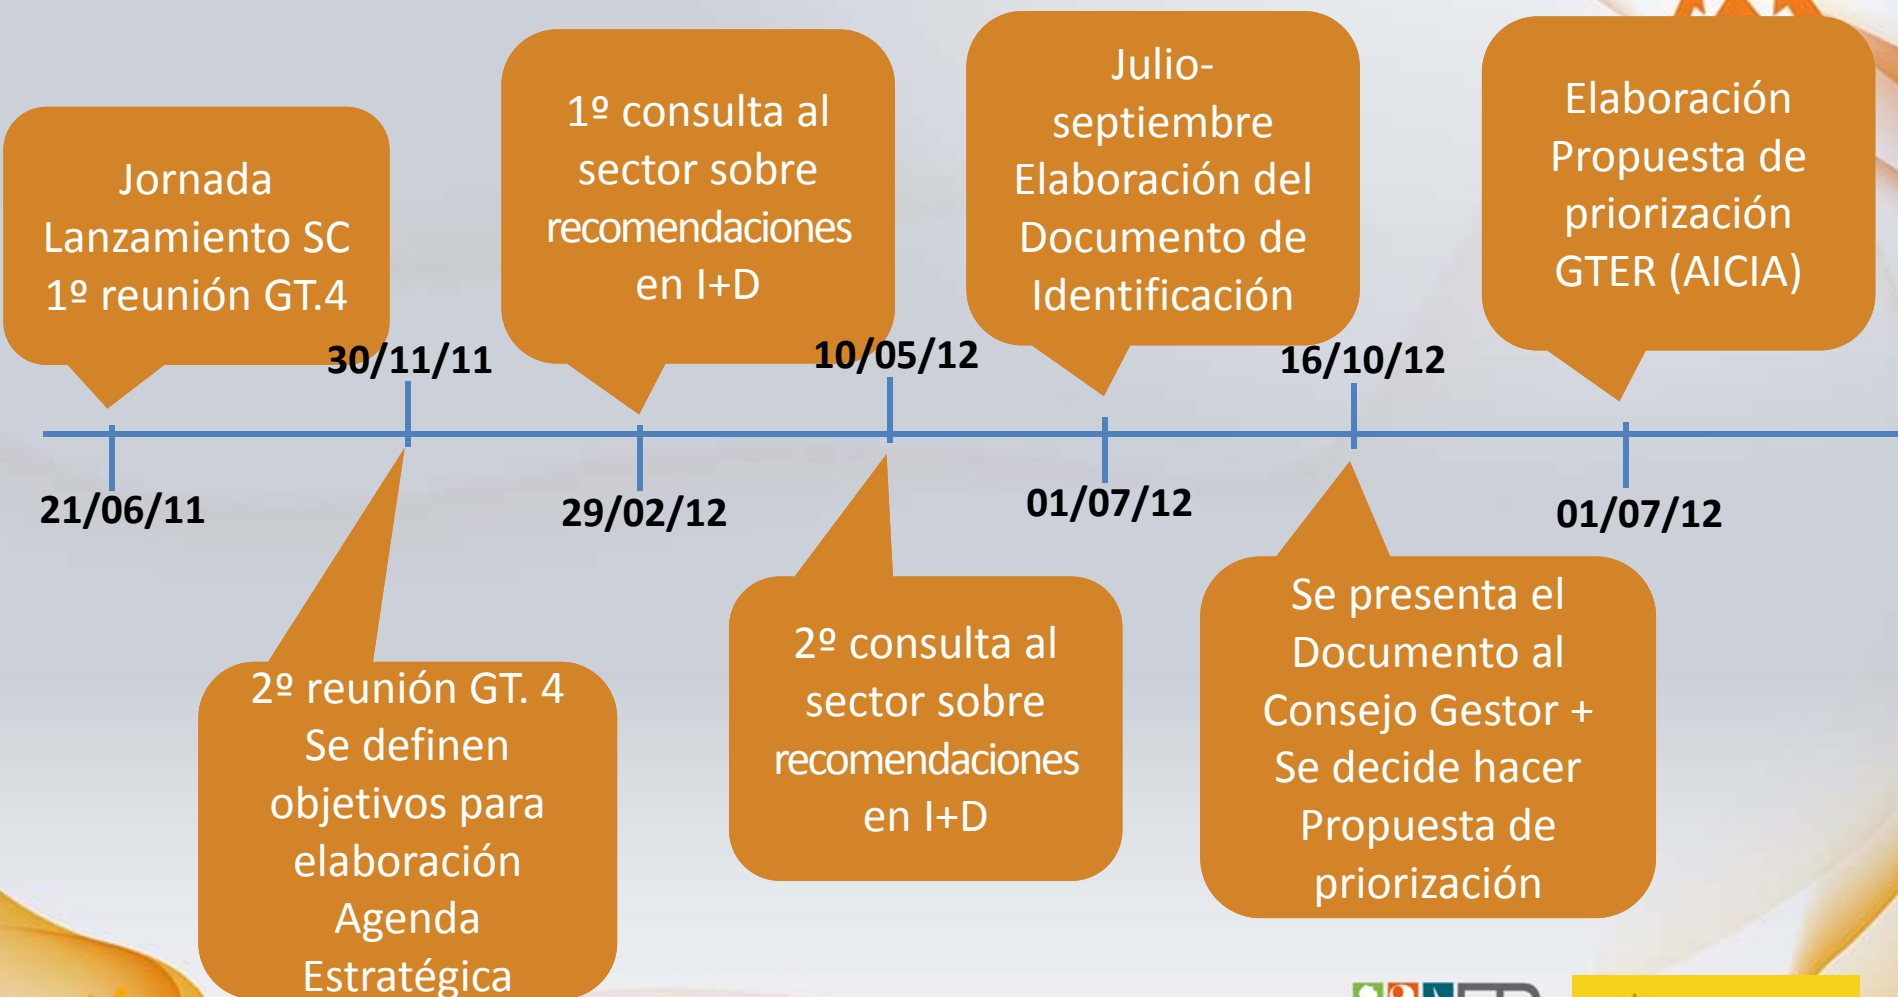 Jornada
Lanzamiento SC
1º reunión GT.4
21/06/11
30/11/11
2º reunión GT. 4
Se definen
objetivos para
elaboración
Agenda
Estratégica
1º consulta al
sector sobre
recomendaciones
en I+D
29/02/12
10/05/12
2º consulta al
sector sobre
recomendaciones
en I+D
Julio-
septiembre
Elaboración del
Documento de
Identificación
01/07/12
16/10/12
Se presenta el
Documento al
Consejo Gestor +
Se decide hacer
Propuesta de
priorización
Elaboración
Propuesta de
priorización
GTER (AICIA)
01/07/12